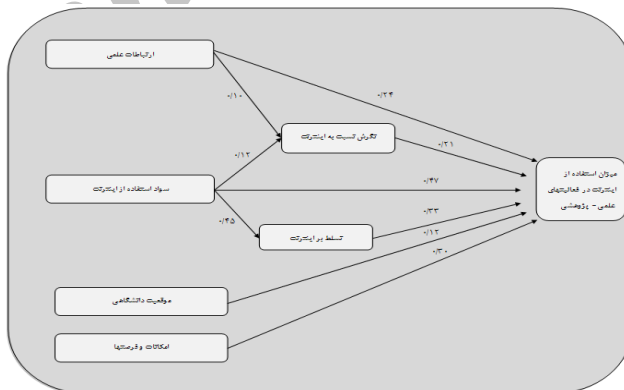 ارتباطات علمی
۰/۲۴
۰/۱۰
نگرش نسبت به اینترنت
۰/۲۱
۰/۱۲
میزان استفاده از
اینترنت در فعالیتهای
علمی - پژوهشی
سواد استفاده از اینترنت
۰/۴۷
۰/۴۵
۰/۳۳
تسلط بر اینترنت
۰/۱۲
۰/۳۰
موقعیت دانشگاهی
امکانات و فرصتها